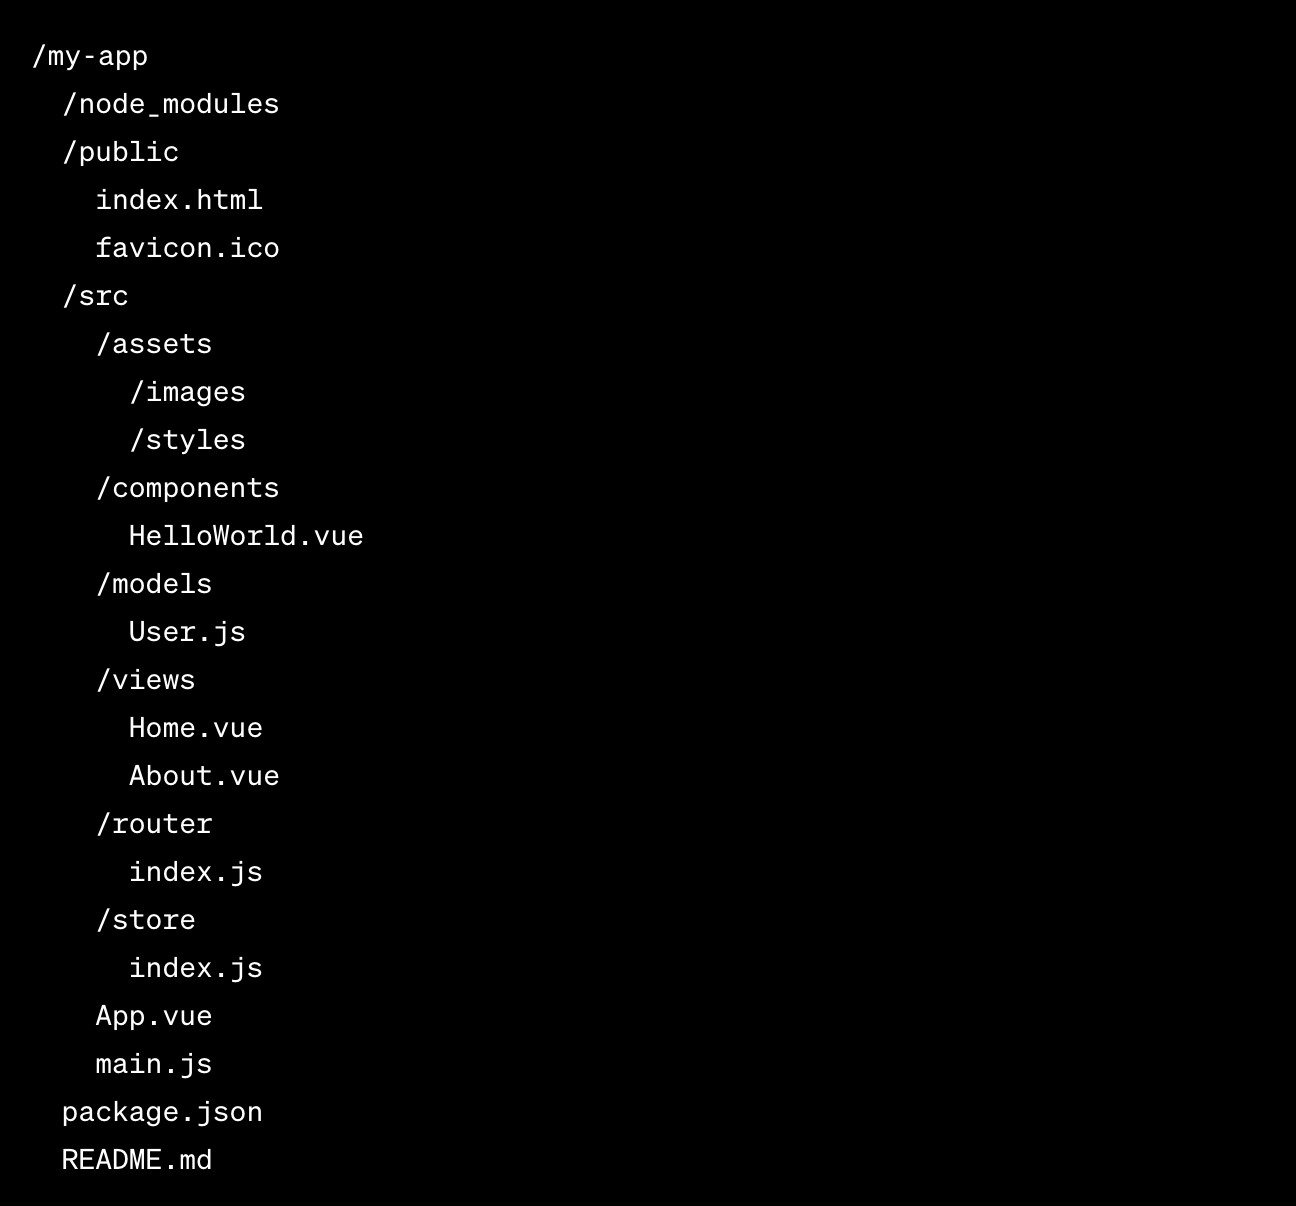 /my-app
  /node_modules
  /public
    index.html
    favicon.ico
  /src
    /assets
      /images
      /styles
    /components
      HelloWorld.vue
    /models
      User.js
    /views
      Home.vue
      About.vue
    /router
      index.js
    /store
      index.js
    App.vue
    main.js
  package.json
  README.md